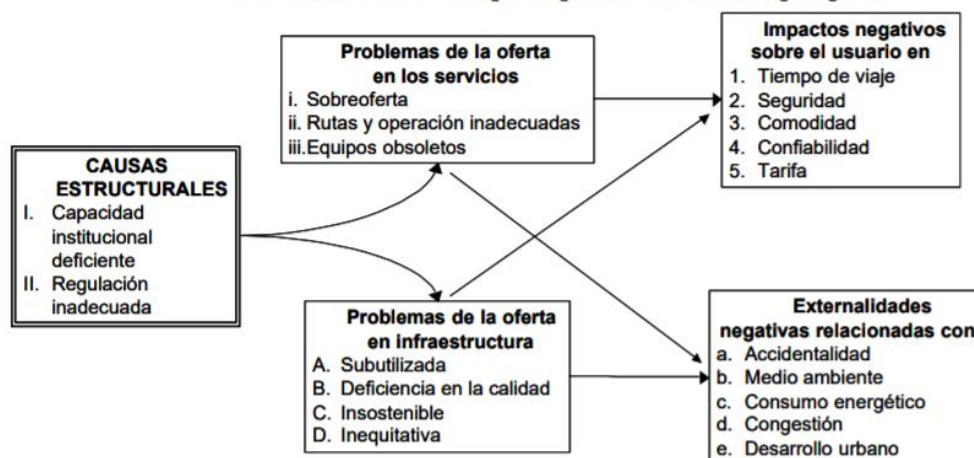 CAUSAS
ESTRUCTURALES
I. Capacidad
institucional
deficiente
II. Regulación
inadecuada
Problemas de la oferta
en los servicios
i. Sobreoferta
ii. Rutas y operación inadecuadas
iii.Equipos obsoletos
Problemas de la oferta
en infraestructura
A. Subutilizada
B. Deficiencia en la calidad
C. Insostenible
D. Inequitativa
Impactos negativos
sobre el usuario en
1. Tiempo de viaje
2. Seguridad
3. Comodidad
4. Confiabilidad
5. Tarifa
Externalidades
negativas relacionadas con
a. Accidentalidad
b. Medio ambiente
c. Consumo energético
d. Congestión
e. Desarrollo urbano